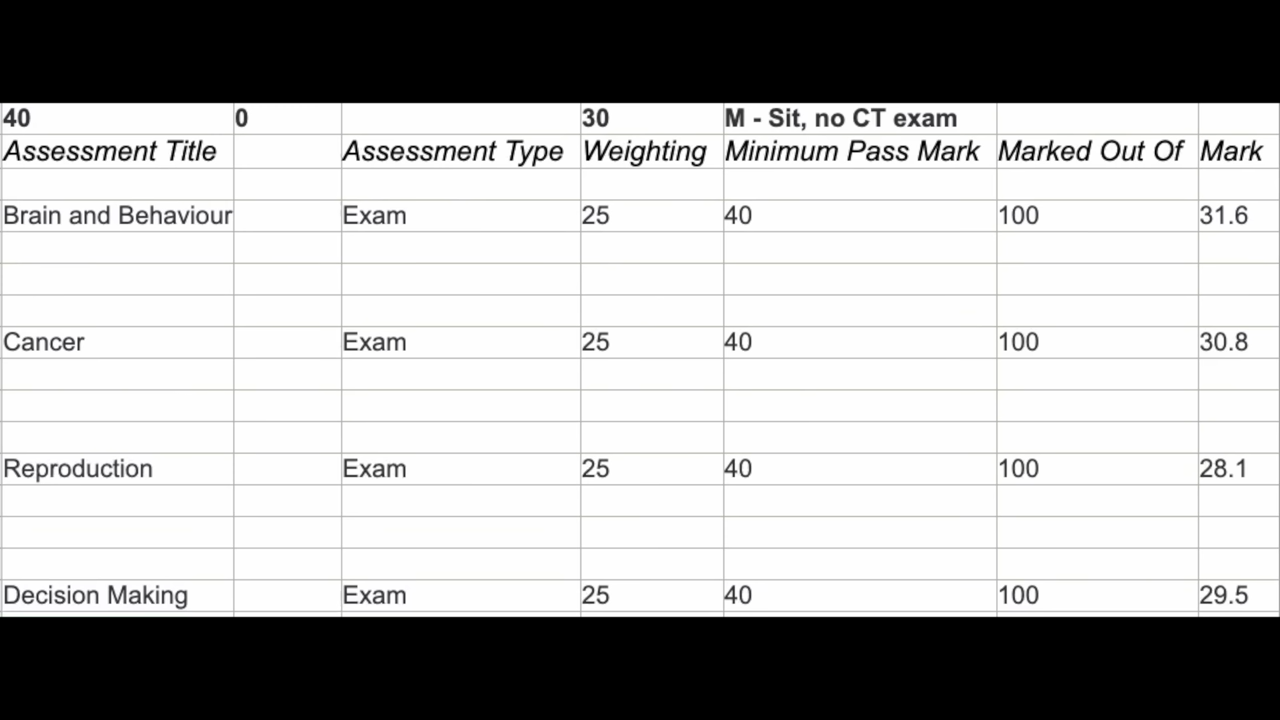 40 0 30 M - Sit, no CT exam
Assessment Title Assessment Type Weighting Minimum Pass Mark Marked Out Of Mark
Brain and Behaviour Exam 25 40 100 31.6
Cancer Exam 25 40 100 30.8
Reproduction Exam 25 40 100 28.1
Decision Making Exam 25 40 100 29.5